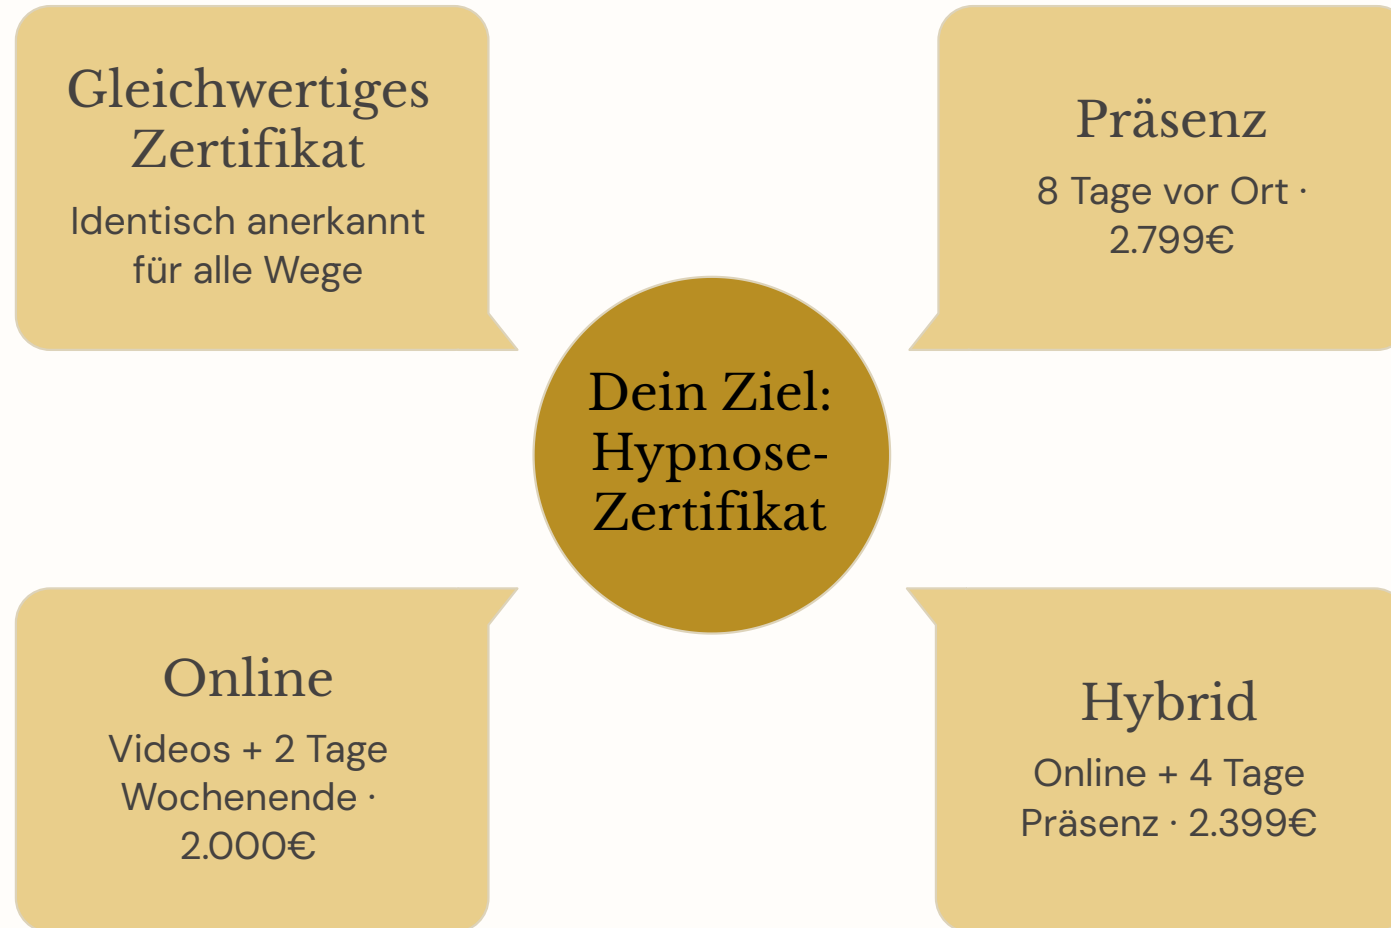 Gleichwertiges
Zertifikat
Identisch anerkannt
für alle Wege
Präsenz
8 Tage vor Ort ·
2.799€
Dein Ziel:
Hypnose-
Zertifikat
Online
Videos + 2 Tage
Wochenende ·
2.000€
Hybrid
Online + 4 Tage
Präsenz · 2.399€